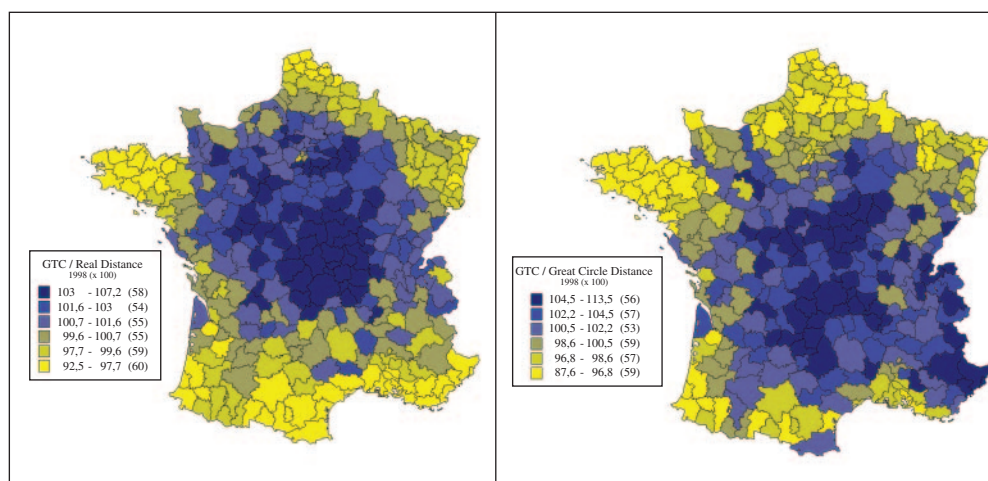 GTC / Real Distance
1998 (x 100)
103 - 107,2 (58)
101,6 - 103 (54)
100,7 - 101,6 (55)
99,6 - 100,7 (55)
97,7 - 99,6 (59)
92,5 - 97,7 (60)
GTC / Great Circle Distance
1998 (x 100)
104,5 - 113,5 (56)
102,2 - 104,5 (57)
100,5 - 102,2 (53)
98,6 - 100,5 (59)
96,8 - 98,6 (57)
87,6 - 96,8 (59)